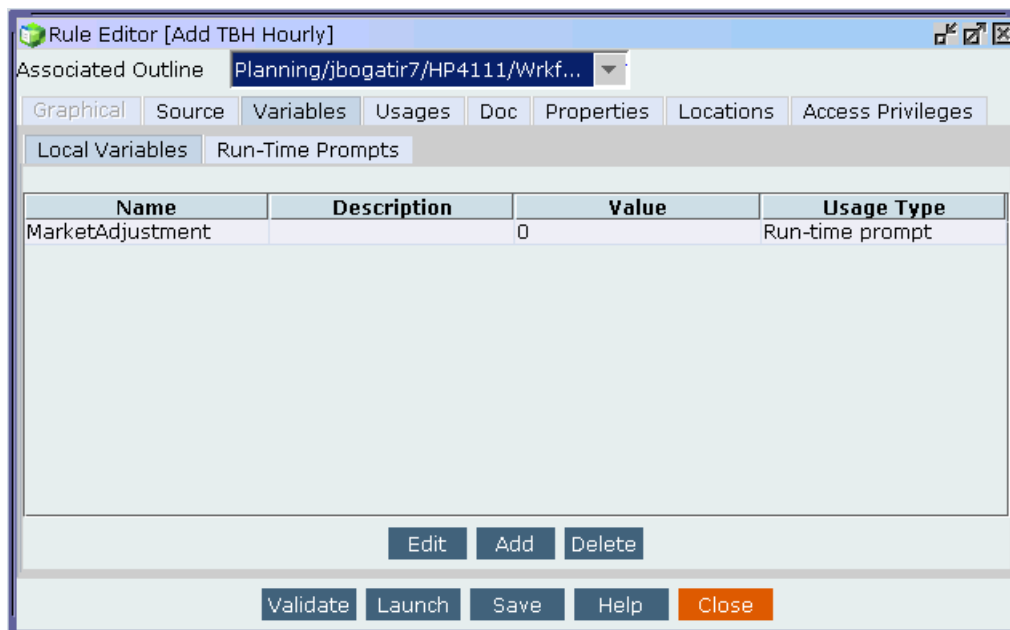 Rule Editor [Add TBH Hourly]
Associated Outline Planning/jbogatir7/HP4111/Wrkf...
Graphical Source Variables Usages Doc Properties Locations Access Privileges
Local Variables Run-Time Prompts
Name Description Value Usage Type
MarketAdjustment 0 Run-time prompt
Edit Add Delete
Validate Launch Save Help Close